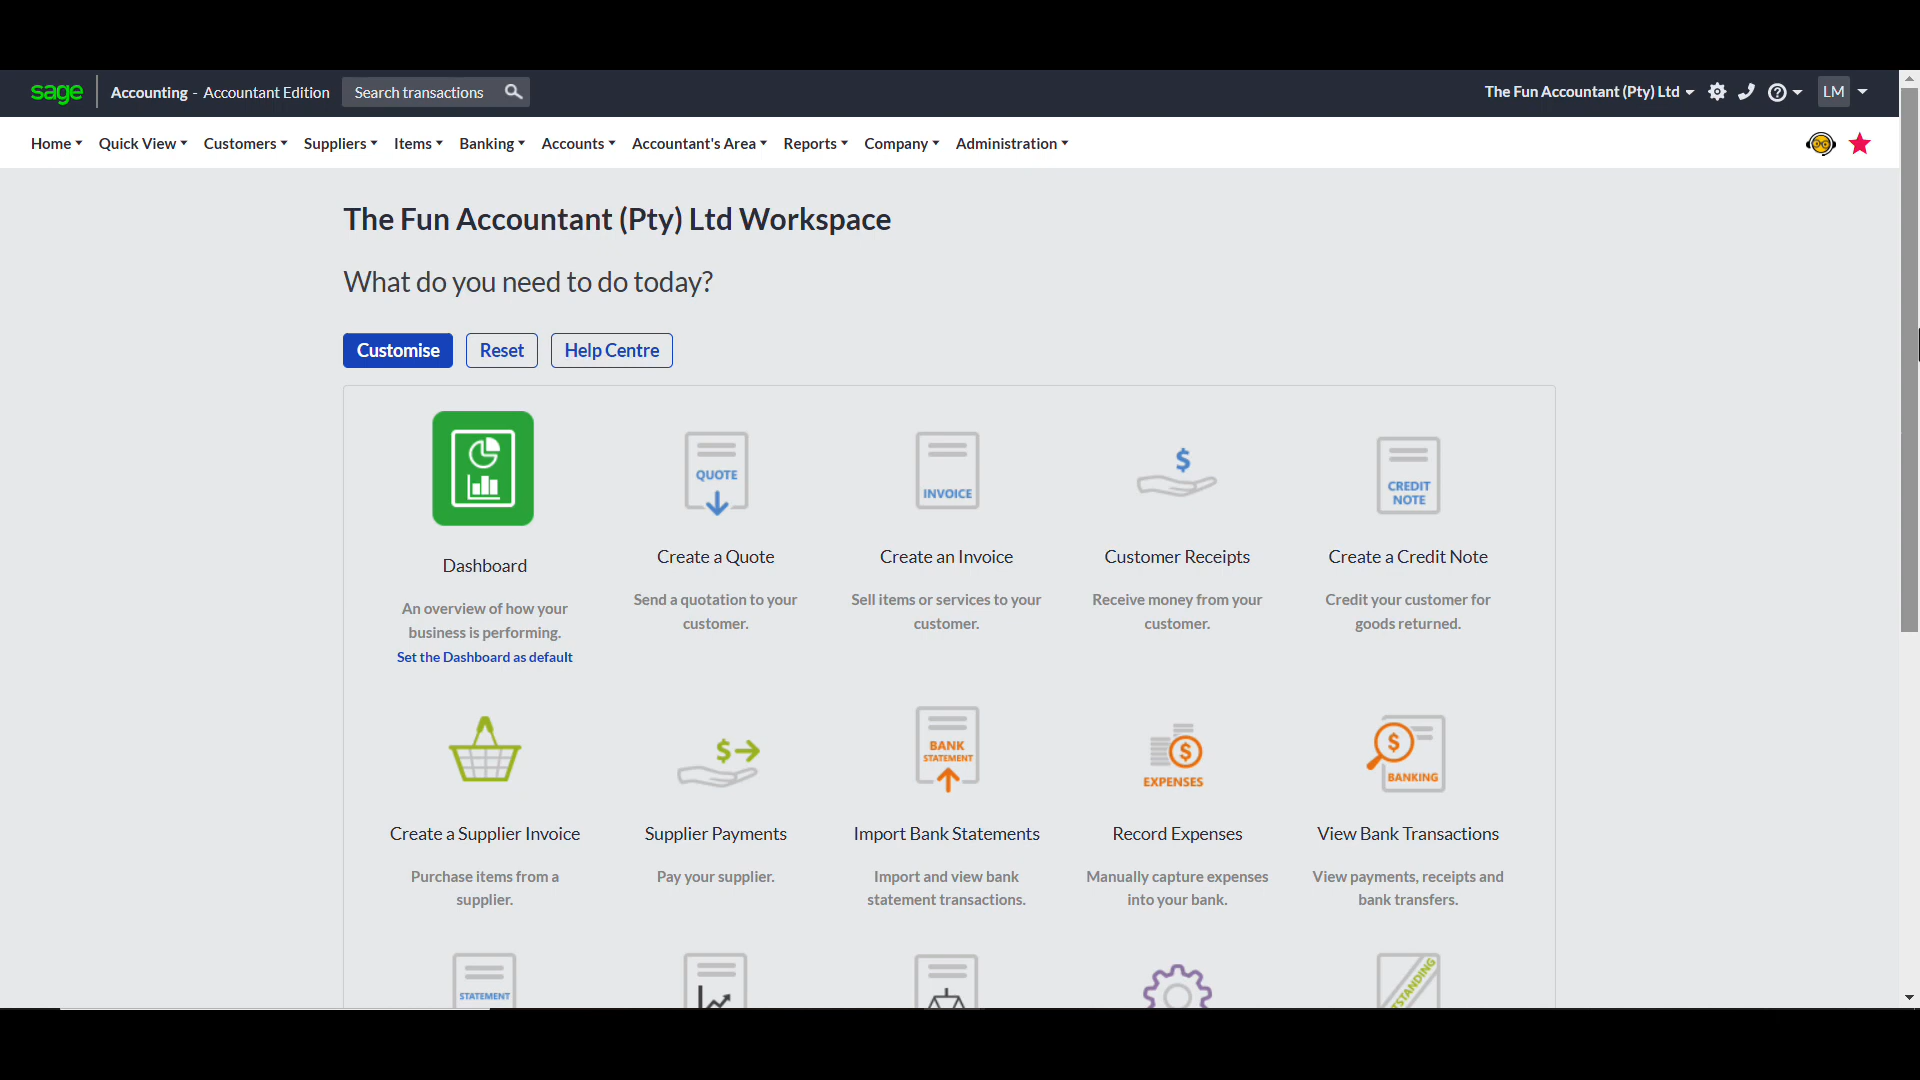 sage Accounting - Accountant Edition Search transactions The Fun Accountant (Pty) Ltd LM
Home Quick View Customers Suppliers Items Banking Accounts Accountant's Area Reports Company Administration
The Fun Accountant (Pty) Ltd Workspace
What do you need to do today?
Customise Reset Help Centre
QUOTE
INVOICE
$
CREDIT
NOTE
Dashboard
An overview of how your
business is performing.
Set the Dashboard as default
Create a Quote
Send a quotation to your
customer.
Create an Invoice
Sell items or services to your
customer.
Customer Receipts
Receive money from your
customer.
Create a Credit Note
Credit your customer for
goods returned.
$
BANK
STATEMENT
$
EXPENSES
$
BANKING
Create a Supplier Invoice
Purchase items from a
supplier.
Supplier Payments
Pay your supplier.
Import Bank Statements
Import and view bank
statement transactions.
Record Expenses
Manually capture expenses
into your bank.
View Bank Transactions
View payments, receipts and
bank transfers.
STATEMENT